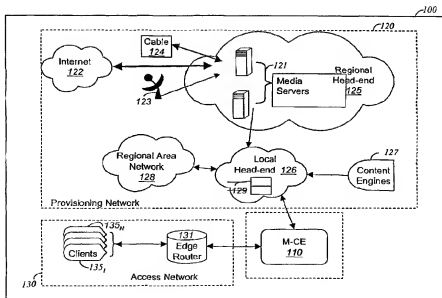 100
120
Cable
124
Internet
122
123
121
Media
Servers
Regional
Head-end
125
Regional Area
Network
128
Local
Head-end 126
129
127
Content
Engines
Provisioning Network
135N
Clients
1351
131
Edge
Router
M-CE
110
130
Access Network